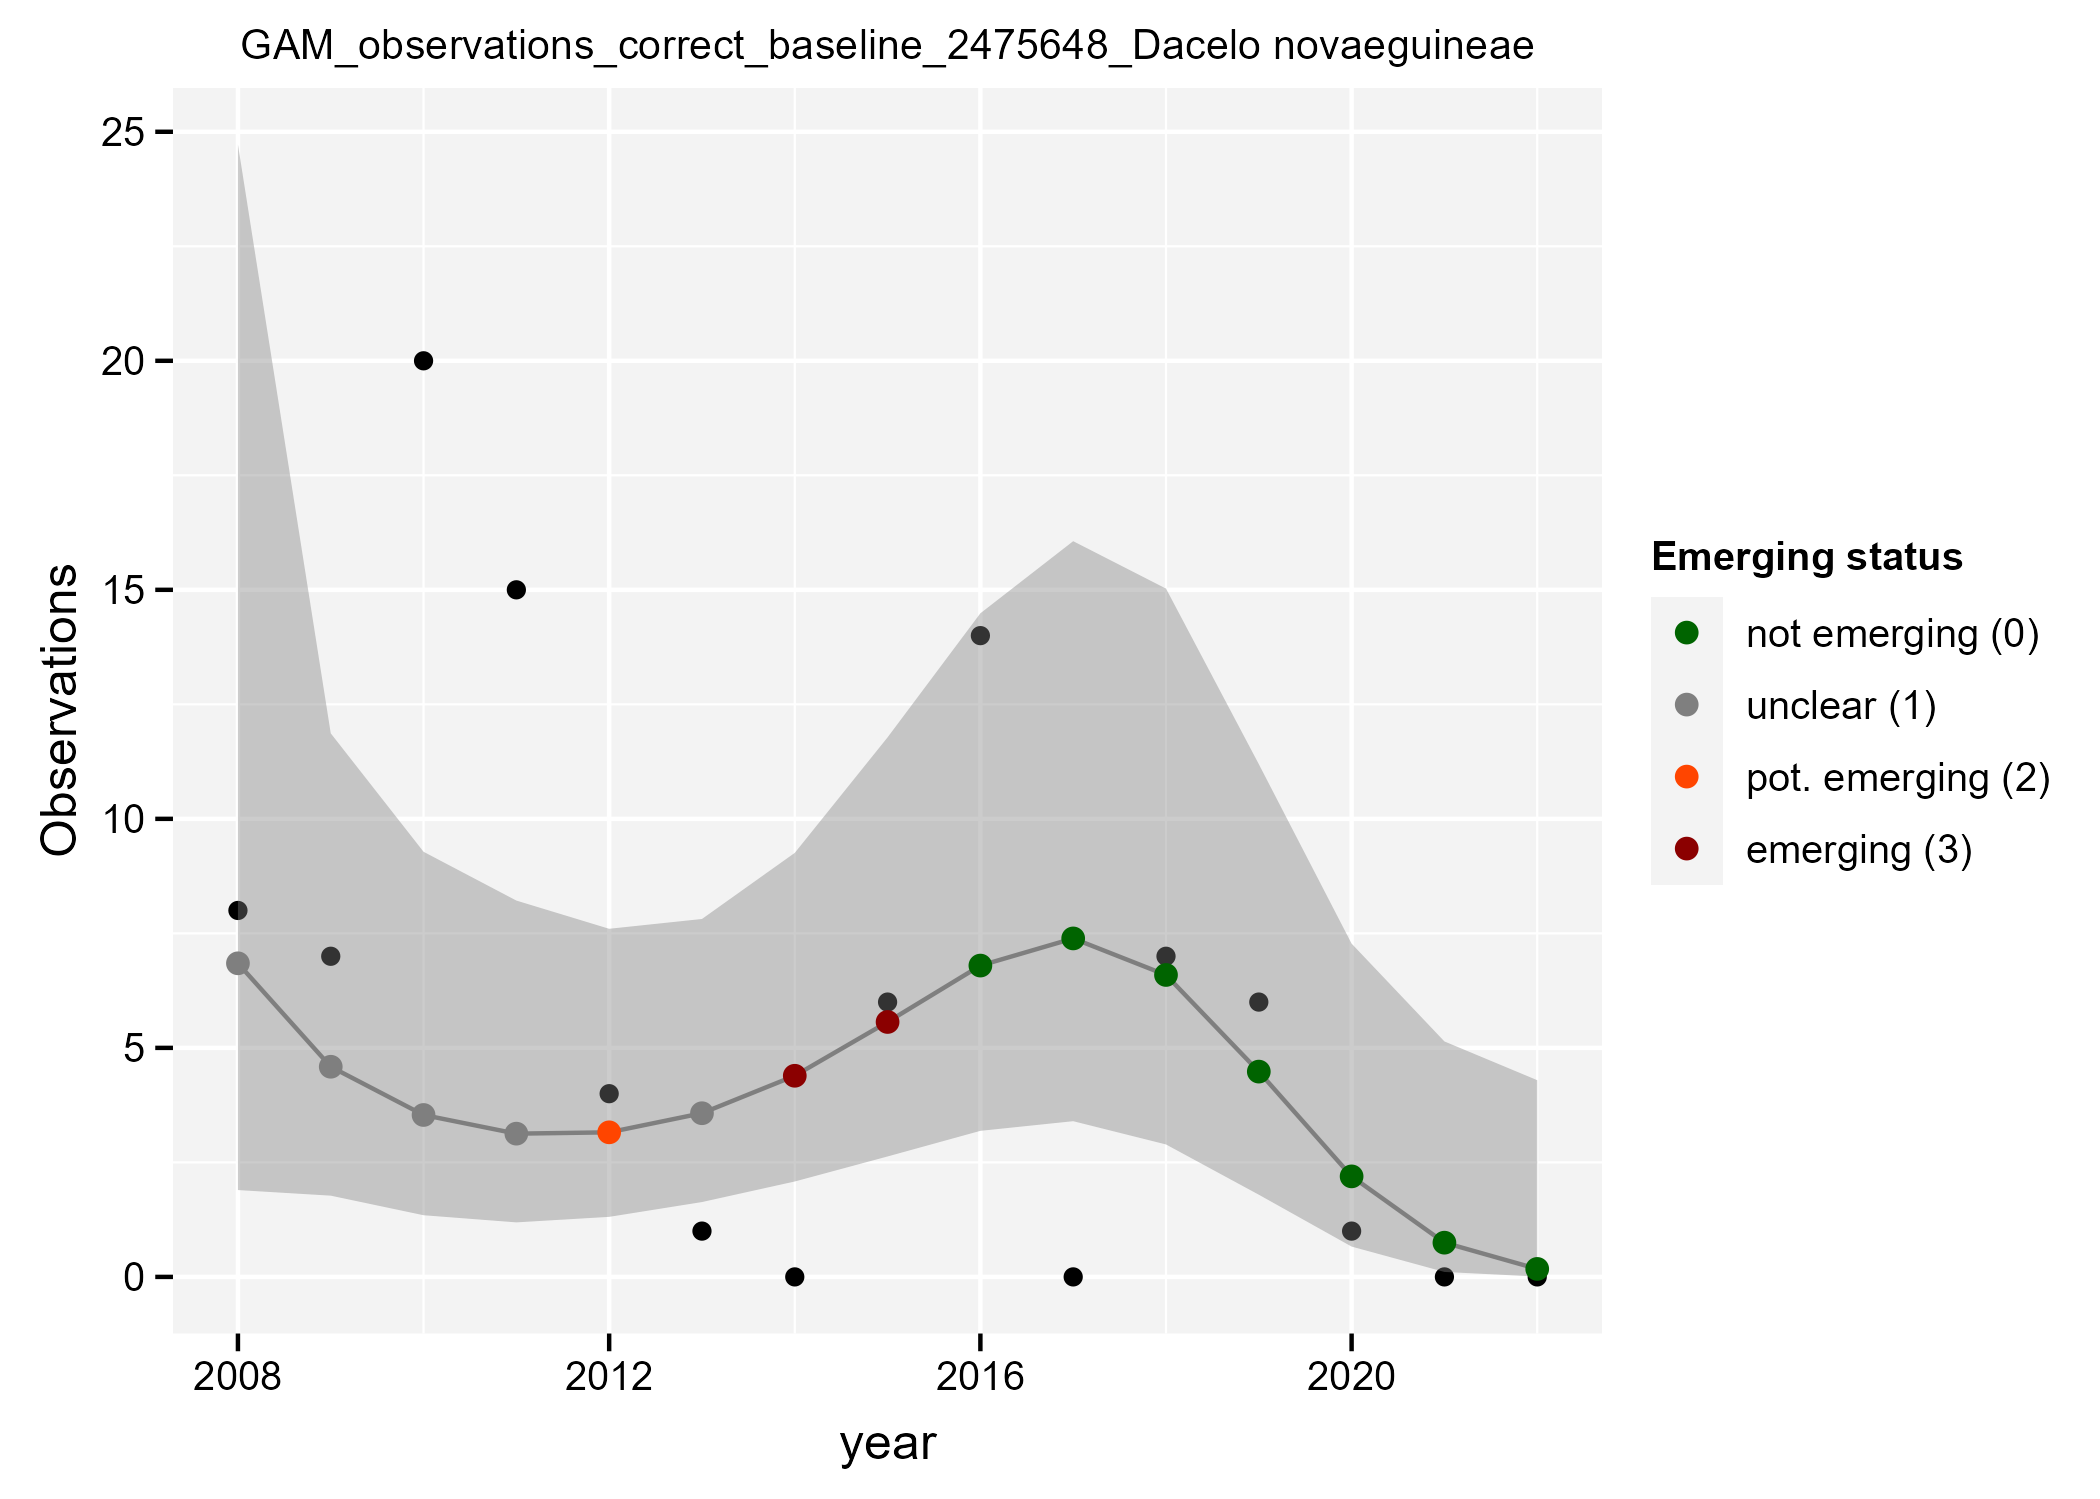 GAM_observations_correct_baseline_2475648_Dacelo novaeguineae
25
20
15
10
5
0
Observations
2008
2012
2016
2020
year
Emerging status
not emerging (0)
unclear (1)
pot. emerging (2)
emerging (3)